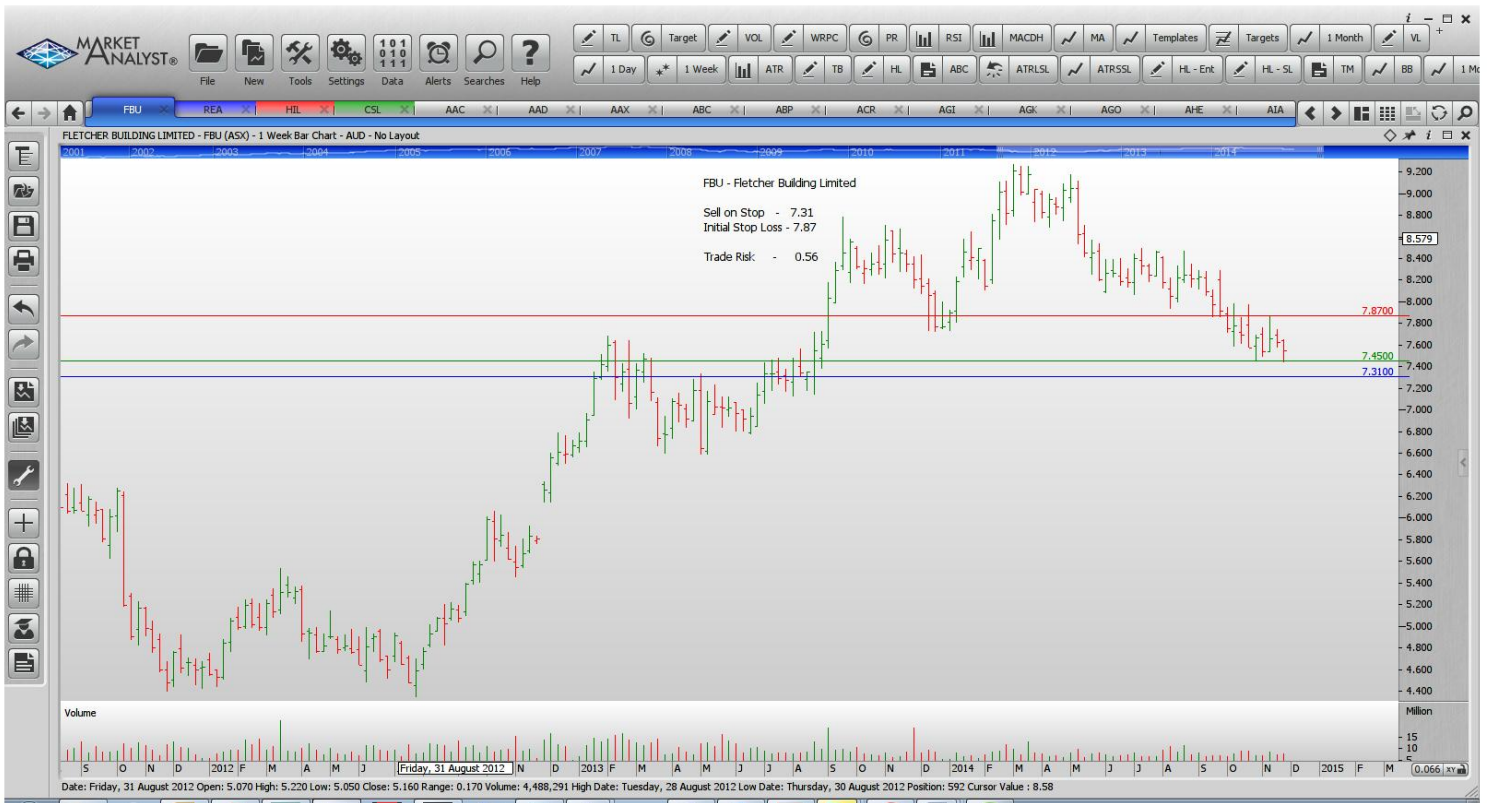 MARKET ANALYST®
File New Tools Settings Data Alerts Searches Help
101 010 111
TL Target VOL WRPC PR RSI MACDH MA Templates Targets 1 Month VL
1 Day 1 Week ATR TB HL ABC ATRLSL ATRSSL HL - Ent HL - SL TM BB 1 Mo
FBU REA HIL CSL AAC AAD AAX ABC ABP ACR AGI AGK AGO AHE AIA
FLETCHER BUILDING LIMITED - FBU (ASX) - 1 Week Bar Chart - AUD - No Layout
2001 2002 2003 2004 2005 2006 2007 2008 2009 2010 2011 2012 2013 2014
FBU - Fletcher Building Limited
Sell on Stop - 7.31
Initial Stop Loss - 7.87
Trade Risk - 0.56
9.200
9.000
8.800
8.579
8.400
8.200
8.000
7.8700
7.800
7.600
7.4500
7.400
7.3100
7.200
7.000
6.800
6.600
6.400
6.200
6.000
5.800
5.600
5.400
5.200
5.000
4.800
4.600
4.400
Volume
Million
15
10
5
S O N D 2012 F M A M J Friday, 31 August 2012 N D 2013 F M A M J J A S O N D 2014 F M A M J J A S O N D 2015 F M 0.066 XY
Date: Friday, 31 August 2012 Open: 5.070 High: 5.220 Low: 5.050 Close: 5.160 Range: 0.170 Volume: 4,488,291 High Date: Tuesday, 28 August 2012 Low Date: Thursday, 30 August 2012 Position: 592 Cursor Value : 8.58